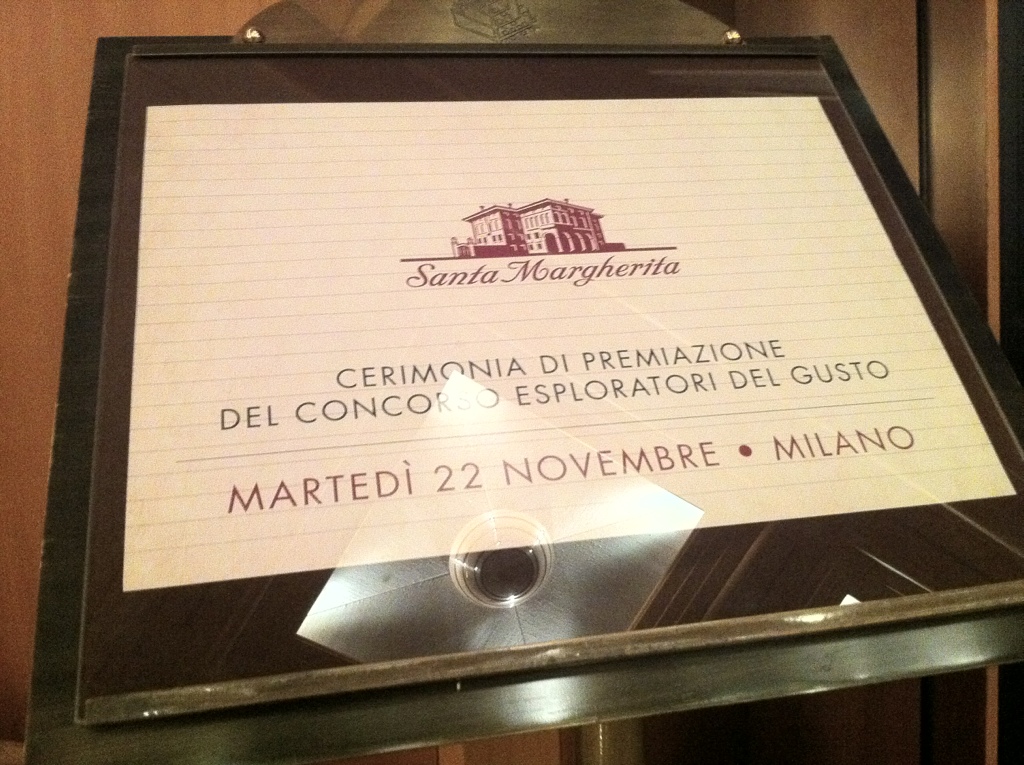 Santa Margherita
CERIMONIA DI PREMIAZIONE
DEL CONCORSO ESPLORATORI DEL GUSTO
MARTEDÌ 22 NOVEMBRE • MILANO